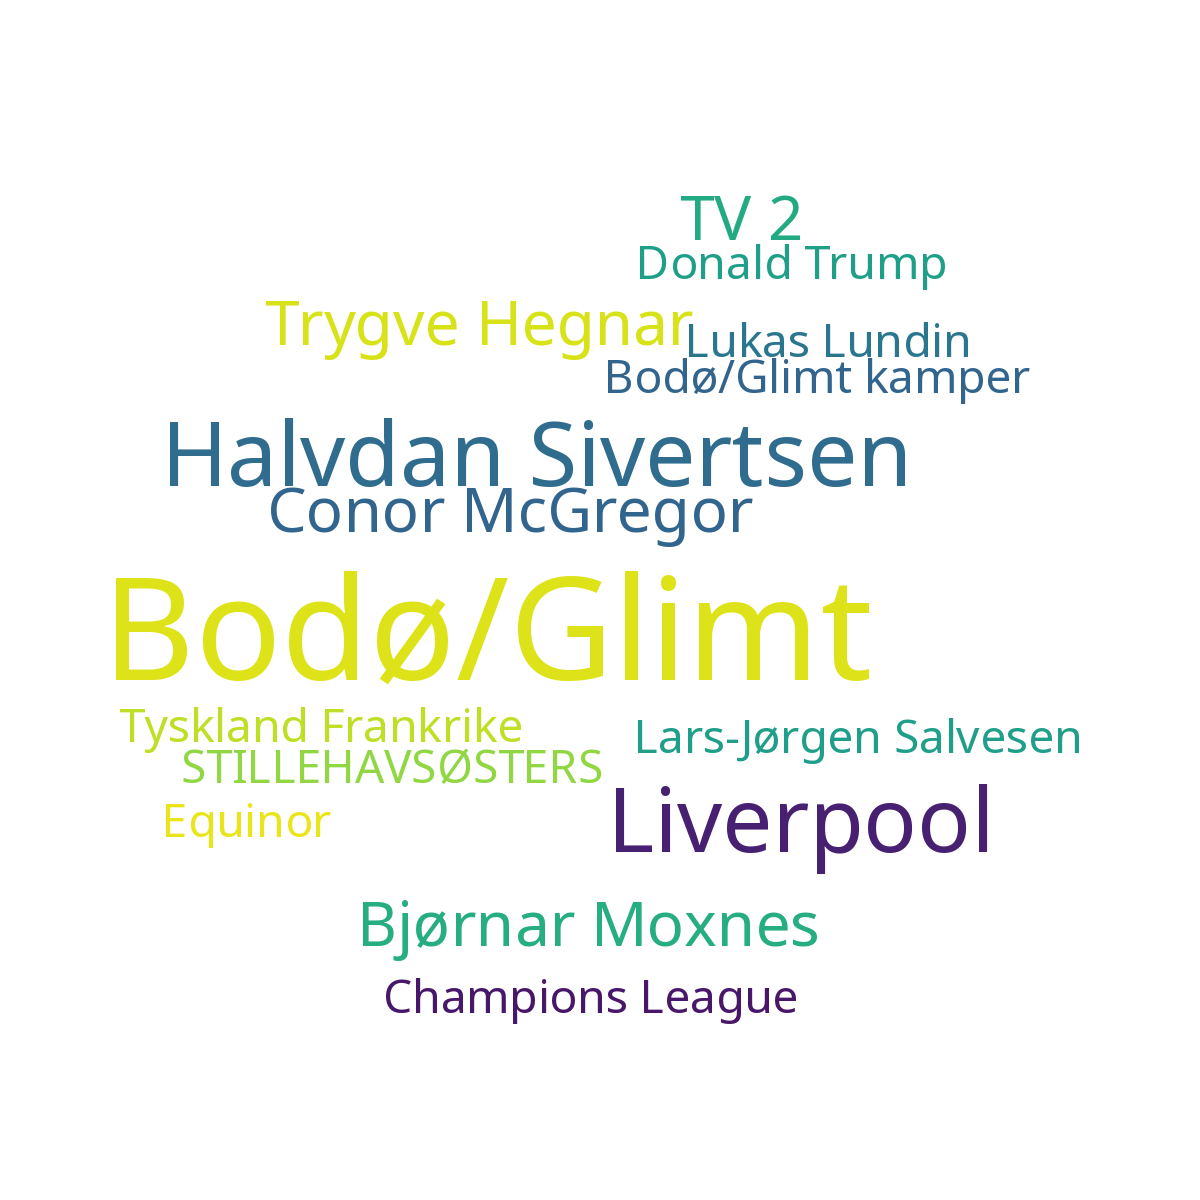 TV 2
Donald Trump
Trygve Hegnar
Lukas Lundin
Bodø/Glimt kamper
Halvdan Sivertsen
Conor McGregor
Bodø/Glimt
Tyskland Frankrike
Lars-Jørgen Salvesen
STILLEHAVSØSTERS
Equinor
Liverpool
Bjørnar Moxnes
Champions League